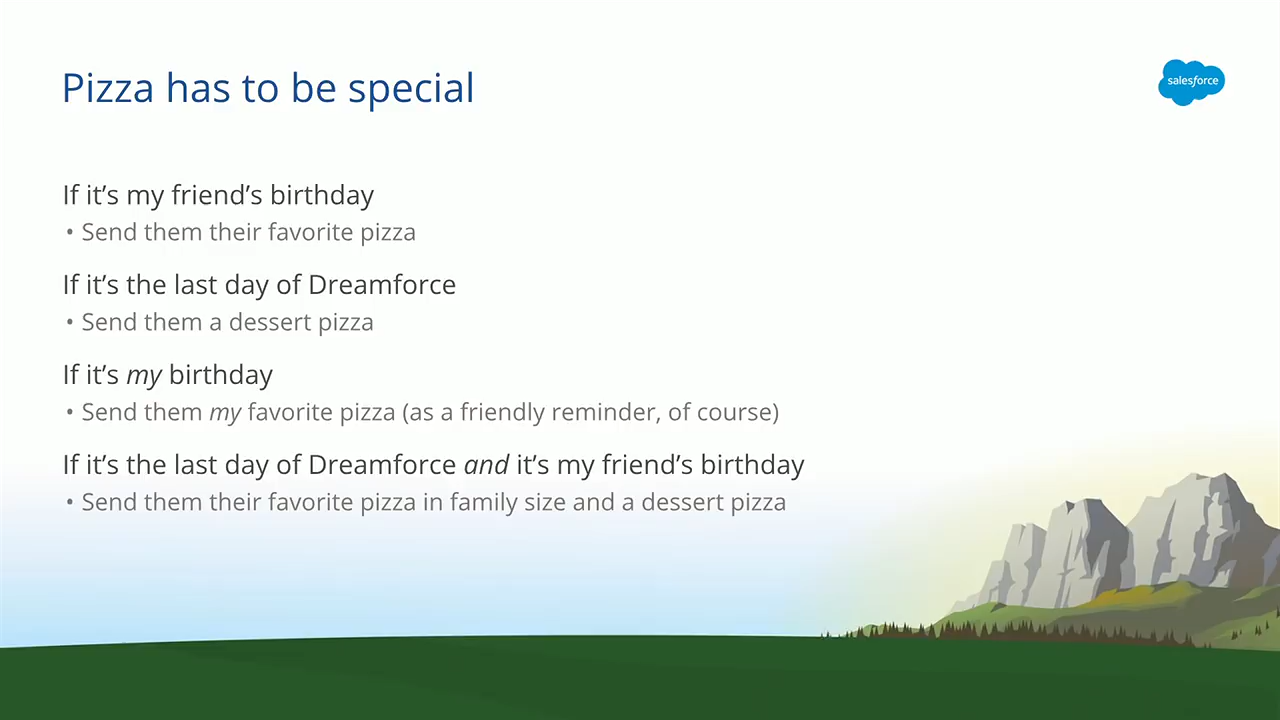 Pizza has to be special
salesforce
If it’s my friend’s birthday
• Send them their favorite pizza
If it’s the last day of Dreamforce
• Send them a dessert pizza
If it’s my birthday
• Send them my favorite pizza (as a friendly reminder, of course)
If it’s the last day of Dreamforce and it’s my friend’s birthday
• Send them their favorite pizza in family size and a dessert pizza